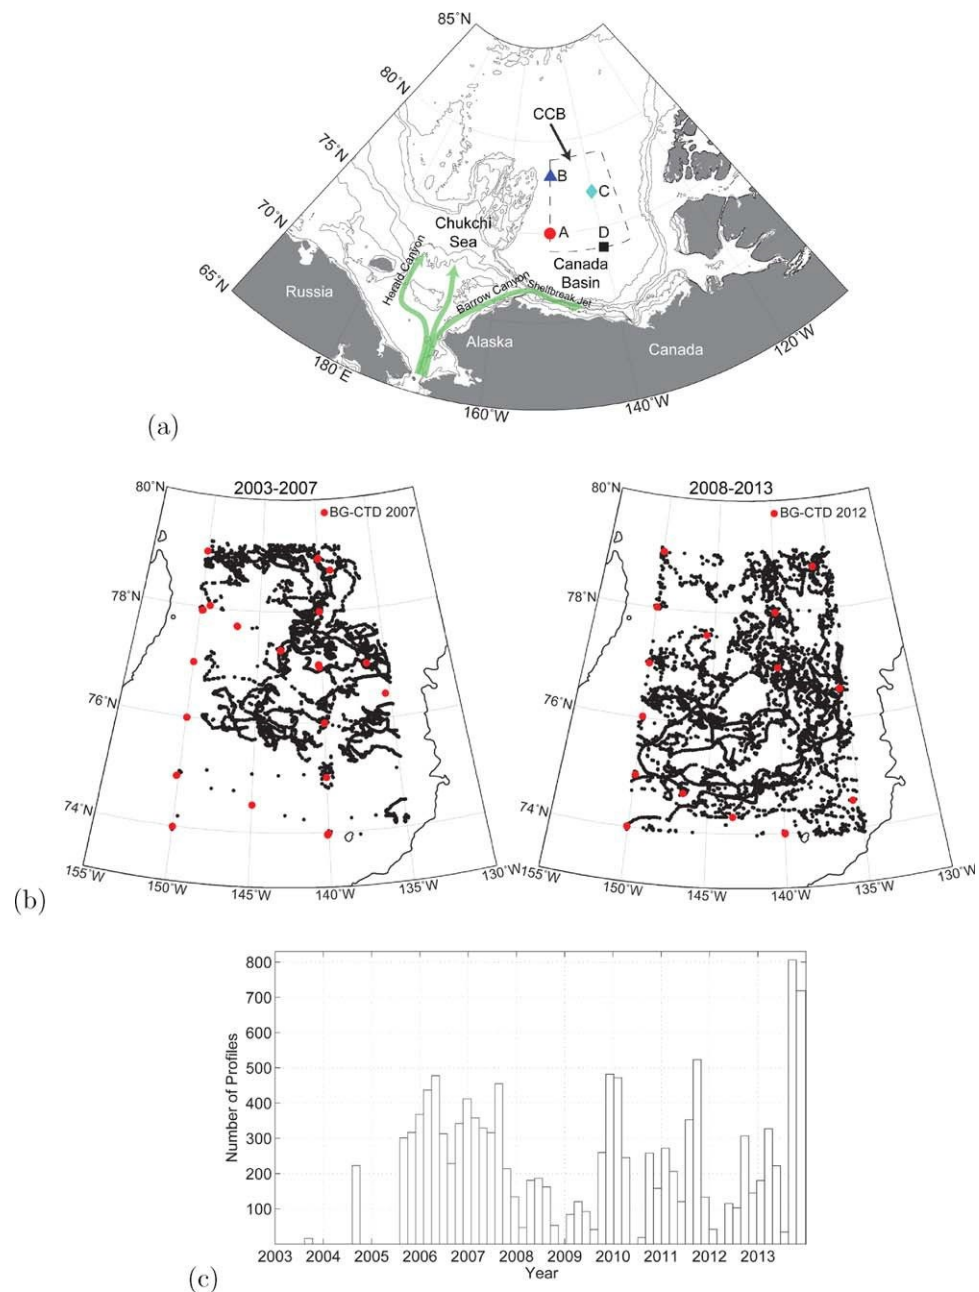 85°N
80°N
75°N
70°N
65°N
CCB
B
C
A
D
Chukchi
Sea
Canada
Basin
Herald Canyon
Barrow Canyon
Shelfbreak Jet
Russia
Alaska
Canada
180°E
160°W
140°W
120°W
(a)
2003-2007
BG-CTD 2007
80°N
78°N
76°N
74°N
155°W
150°W
145°W
140°W
135°W
130°W
2008-2013
BG-CTD 2012
80°N
78°N
76°N
74°N
155°W
150°W
145°W
140°W
135°W
130°W
(b)
800
700
600
500
400
300
200
100
Number of Profiles
2003 2004 2005 2006 2007 2008 2009 2010 2011 2012 2013
Year
(c)